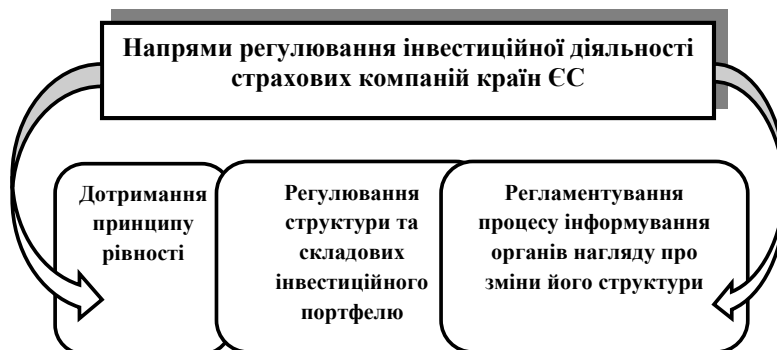 Напрями регулювання інвестиційної діяльності
страхових компаній країн ЄС
Дотримання
принципу
рівності
Регулювання
структури та
складових
інвестиційного
портфелю
Регламентування
процесу інформування
органів нагляду про
зміни його структури